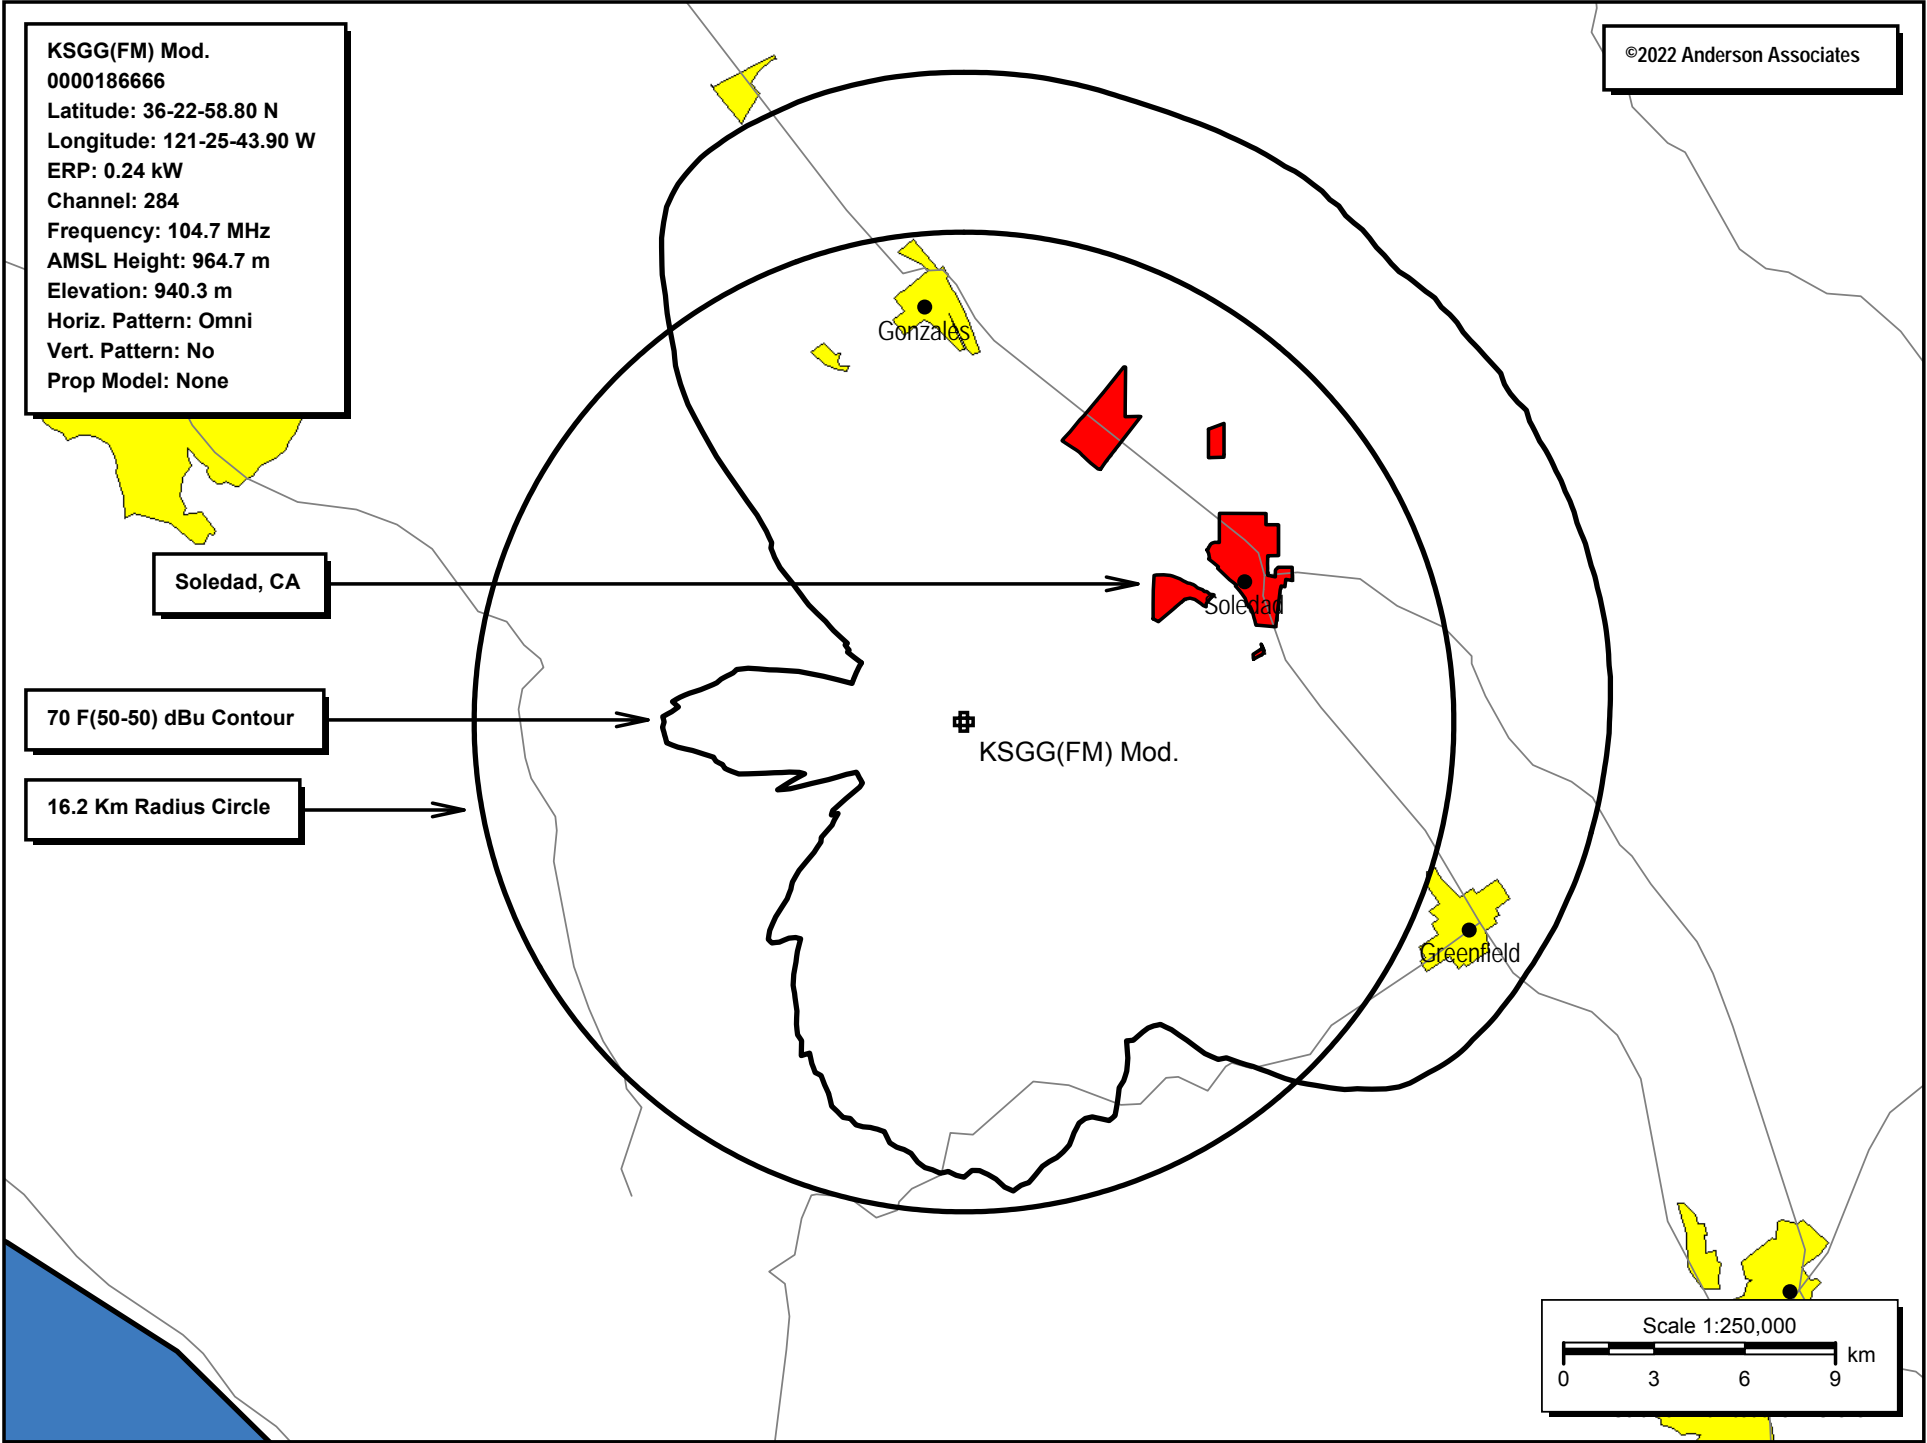 KSGG(FM) Mod.
0000186666
Latitude: 36-22-58.80 N
Longitude: 121-25-43.90 W
ERP: 0.24 kW
Channel: 284
Frequency: 104.7 MHz
AMSL Height: 964.7 m
Elevation: 940.3 m
Horiz. Pattern: Omni
Vert. Pattern: No
Prop Model: None
©2022 Anderson Associates
Gonzales
Soledad, CA
Soledad
70 F(50-50) dBu Contour
KSGG(FM) Mod.
16.2 Km Radius Circle
Greenfield
Scale 1:250,000
km
0 3 6 9